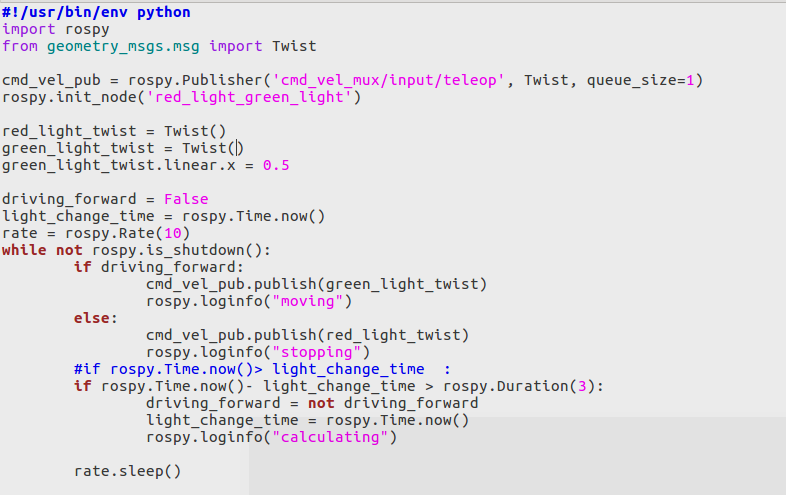 #!/usr/bin/env python
import rospy
from geometry_msgs.msg import Twist

cmd_vel_pub = rospy.Publisher('cmd_vel_mux/input/teleop', Twist, queue_size=1)
rospy.init_node('red_light_green_light')

red_light_twist = Twist()
green_light_twist = Twist()
green_light_twist.linear.x = 0.5

driving_forward = False
light_change_time = rospy.Time.now()
rate = rospy.Rate(10)
while not rospy.is_shutdown():
        if driving_forward:
                cmd_vel_pub.publish(green_light_twist)
                rospy.loginfo("moving")
        else:
                cmd_vel_pub.publish(red_light_twist)
                rospy.loginfo("stopping")
        #if rospy.Time.now()> light_change_time  :
        if rospy.Time.now()- light_change_time > rospy.Duration(3):
                driving_forward = not driving_forward
                light_change_time = rospy.Time.now()
                rospy.loginfo("calculating")

        rate.sleep()